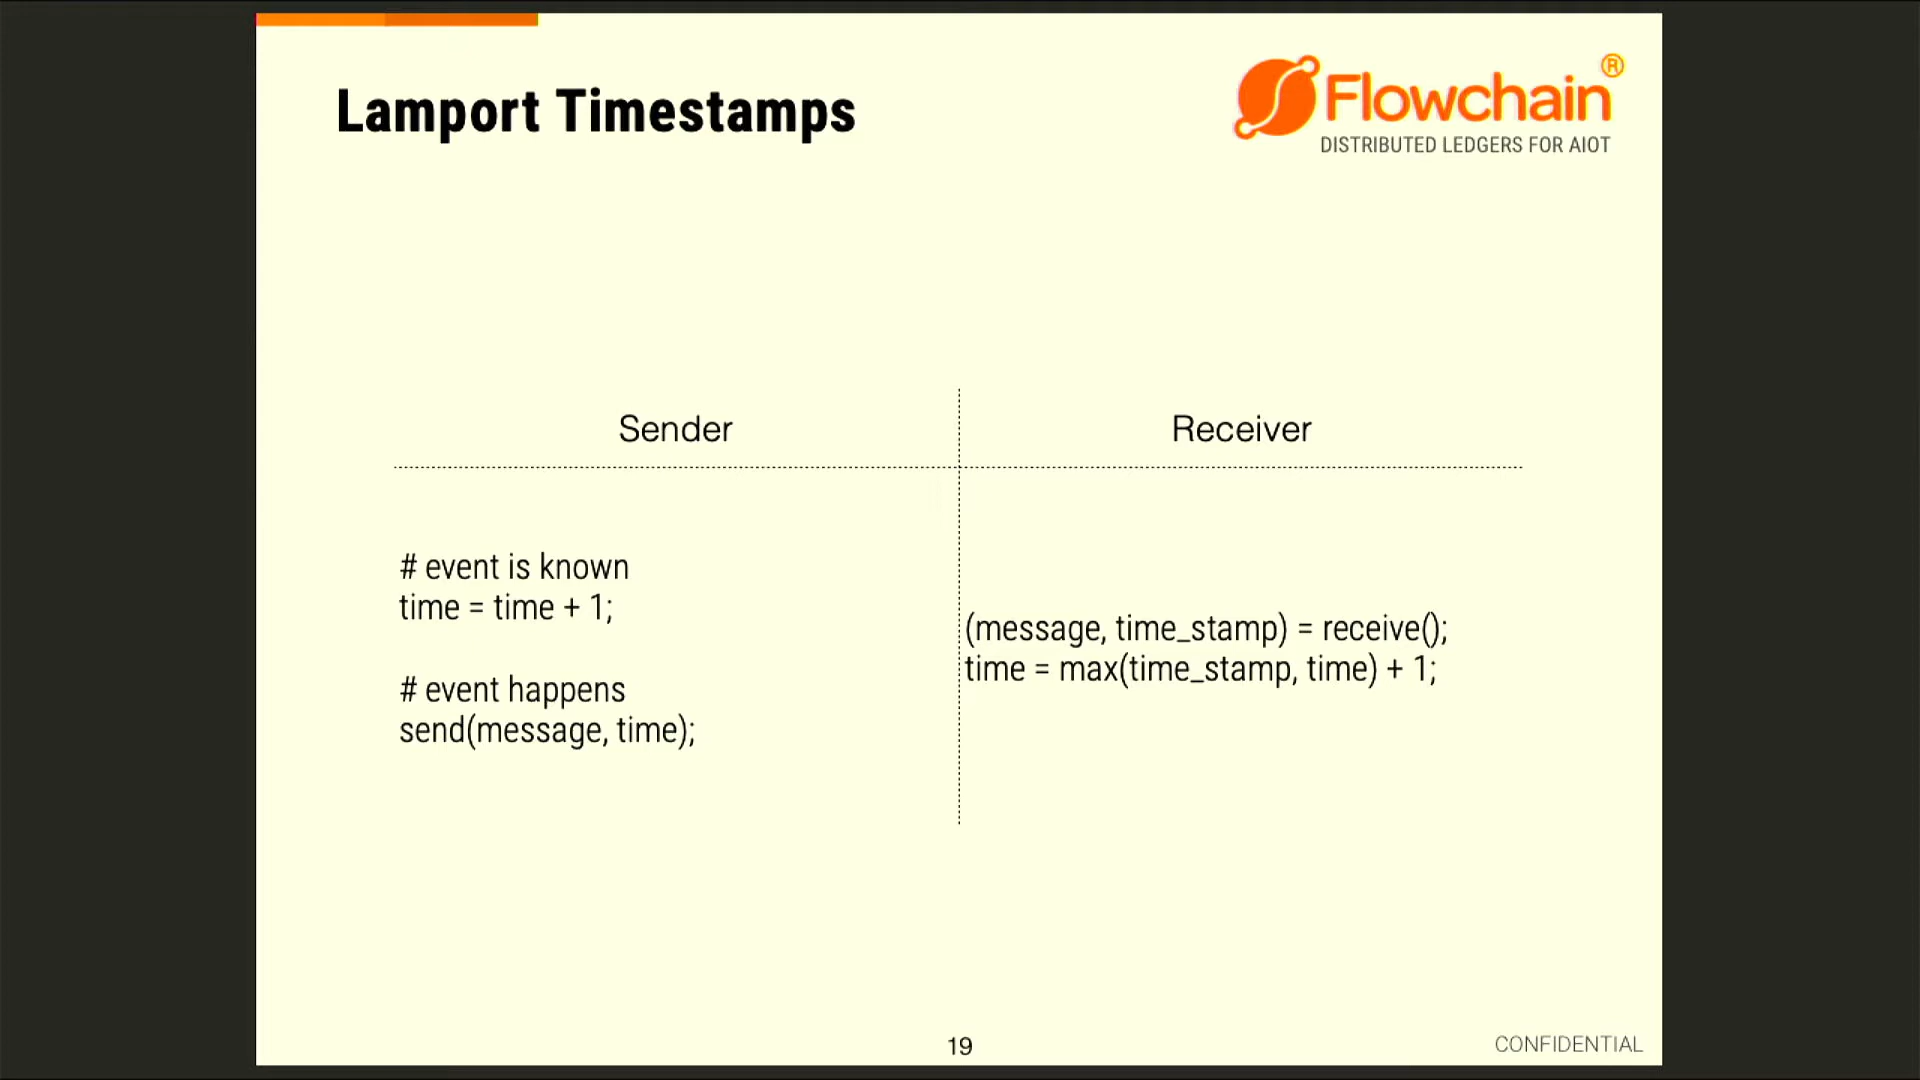 Lamport Timestamps
Flowchain®
DISTRIBUTED LEDGERS FOR AIOT
Sender
Receiver
# event is known
time = time + 1;
# event happens
send(message, time);
(message, time_stamp) = receive();
time = max(time_stamp, time) + 1;
19
CONFIDENTIAL